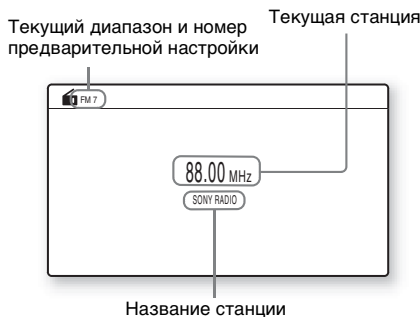 Текущий диапазон и номер
предварительной настройки
Текущая станция
FM 7
88.00 MHz
SONY RADIO
Название станции